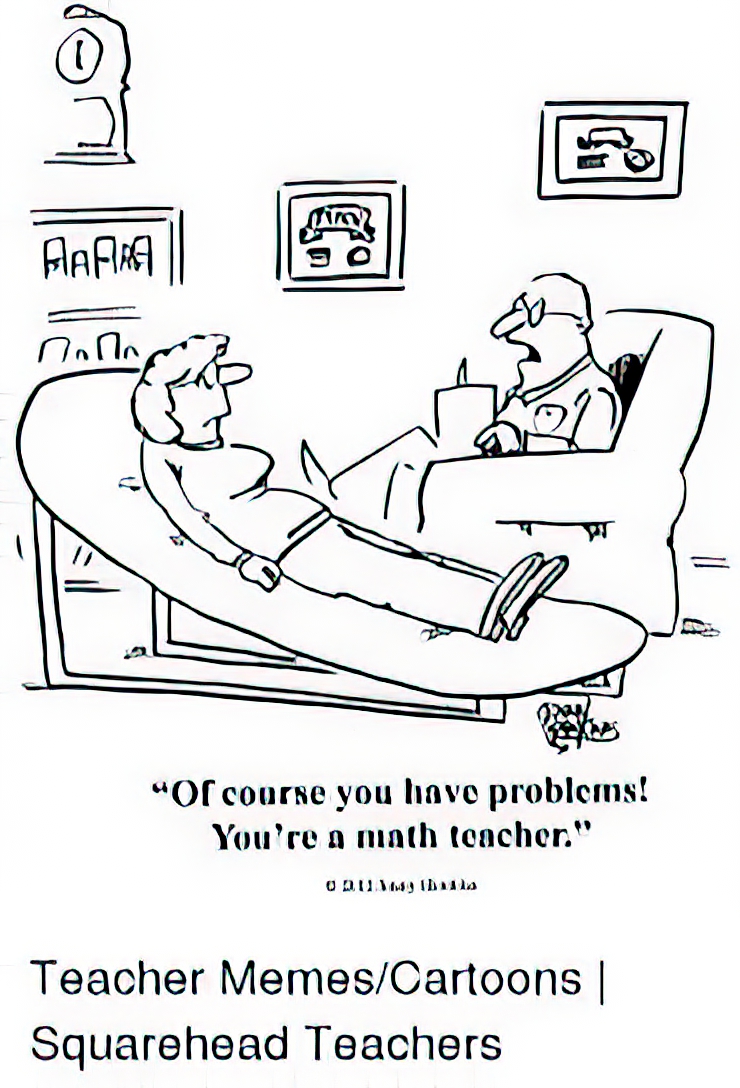 “Of course you have problems!
You’re a math teacher.”
©
Teacher Memes/Cartoons |
Squarehead Teachers